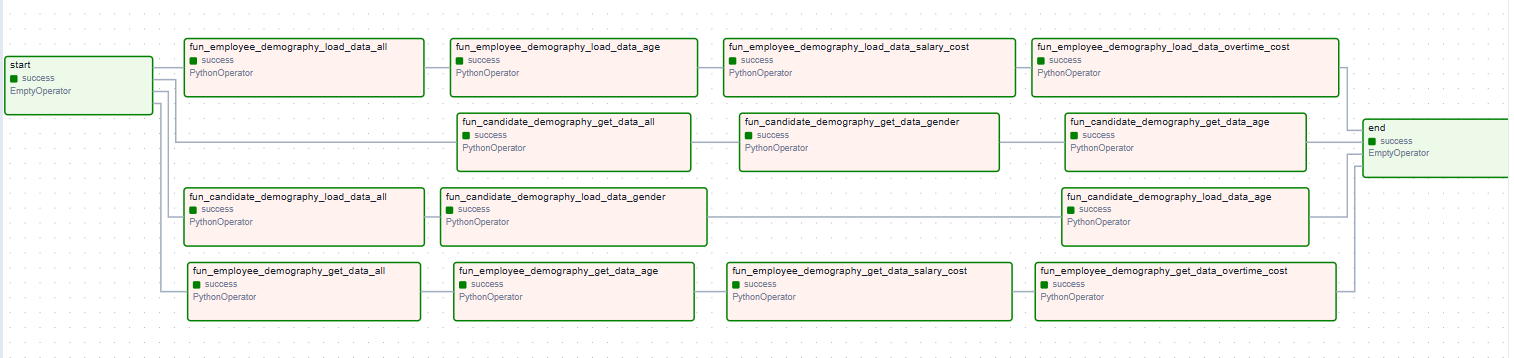 start
success
EmptyOperator
fun_employee_demography_load_data_all
success
PythonOperator
fun_employee_demography_load_data_age
success
PythonOperator
fun_employee_demography_load_data_salary_cost
success
PythonOperator
fun_employee_demography_load_data_overtime_cost
success
PythonOperator
fun_candidate_demography_get_data_all
success
PythonOperator
fun_candidate_demography_get_data_gender
success
PythonOperator
fun_candidate_demography_get_data_age
success
PythonOperator
end
success
EmptyOperator
fun_candidate_demography_load_data_all
success
PythonOperator
fun_candidate_demography_load_data_gender
success
PythonOperator
fun_candidate_demography_load_data_age
success
PythonOperator
fun_employee_demography_get_data_all
success
PythonOperator
fun_employee_demography_get_data_age
success
PythonOperator
fun_employee_demography_get_data_salary_cost
success
PythonOperator
fun_employee_demography_get_data_overtime_cost
success
PythonOperator